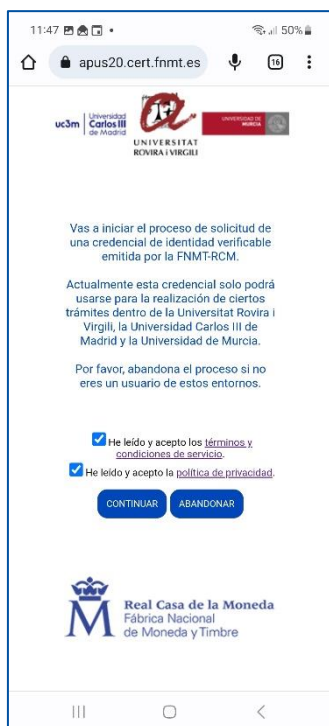 11:47
50%
apus20.cert.fnmt.es
16
uc3m
Universidad
Carlos III
de Madrid
UNIVERSITAT
ROVIRA i VIRGILI
UNIVERSIDAD DE
MURCIA
Vas a iniciar el proceso de solicitud de
una credencial de identidad verificable
emitida por la FNMT-RCM.
Actualmente esta credencial solo podrá
usarse para la realización de ciertos
trámites dentro de la Universitat Rovira i
Virgili, la Universidad Carlos III de
Madrid y la Universidad de Murcia.
Por favor, abandona el proceso si no
eres un usuario de estos entornos.
He leído y acepto los términos y
condiciones de servicio.
He leído y acepto la política de privacidad.
CONTINUAR ABANDONAR
M
Real Casa de la Moneda
Fábrica Nacional
de Moneda y Timbre